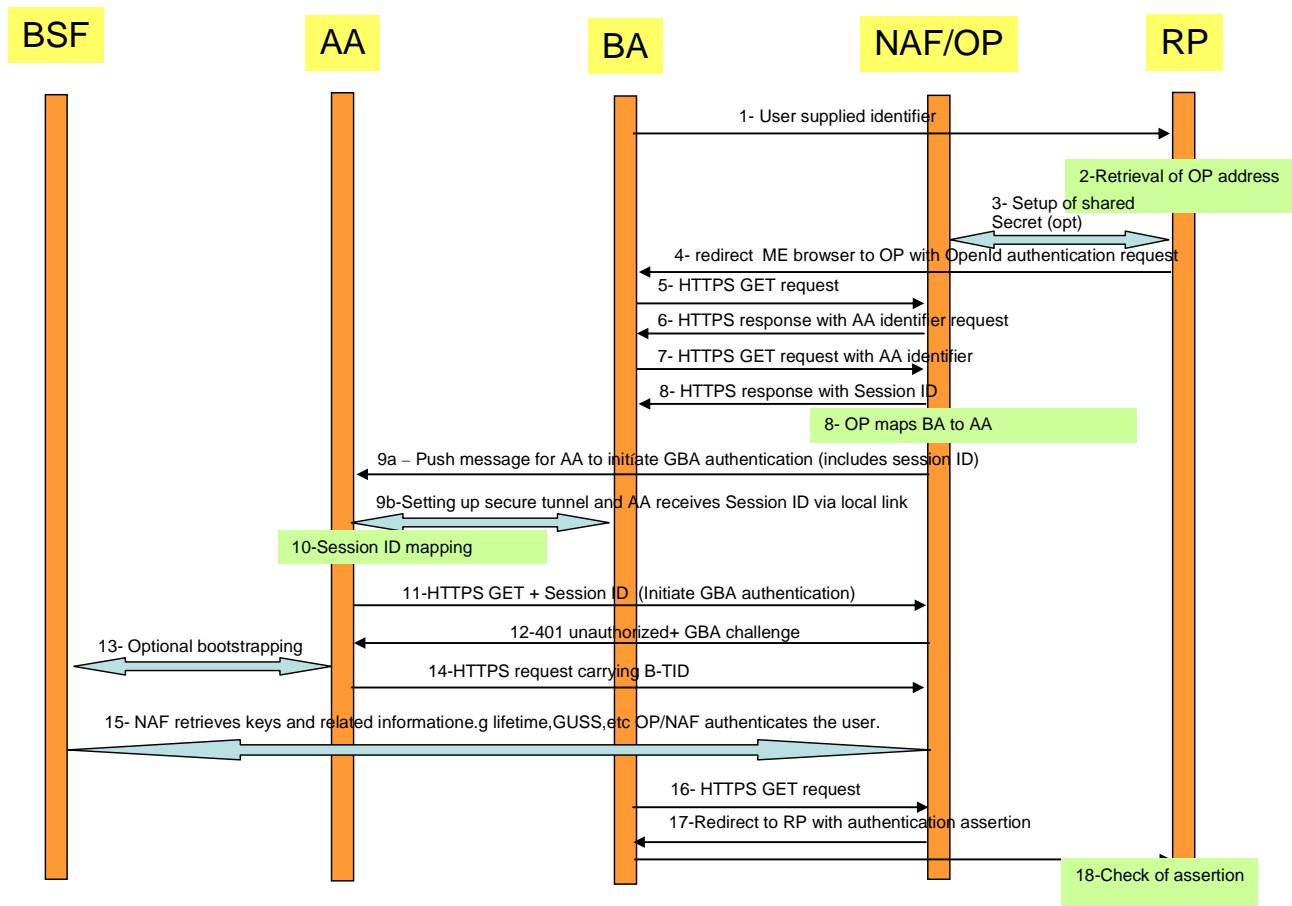 BSF
AA
BA
NAF/OP
RP
1- User supplied identifier
2-Retrieval of OP address
3- Setup of shared
Secret (opt)
4- redirect ME browser to OP with OpenId authentication request
5- HTTPS GET request
6- HTTPS response with AA identifier request
7- HTTPS GET request with AA identifier
8- HTTPS response with Session ID
8- OP maps BA to AA
9a – Push message for AA to initiate GBA authentication (includes session ID)
9b-Setting up secure tunnel and AA receives Session ID via local link
10-Session ID mapping
11-HTTPS GET + Session ID (Initiate GBA authentication)
12-401 unauthorized+ GBA challenge
13- Optional bootstrapping
14-HTTPS request carrying B-TID
15- NAF retrieves keys and related informatione.g lifetime,GUSS,etc OP/NAF authenticates the user.
16- HTTPS GET request
17-Redirect to RP with authentication assertion
18-Check of assertion